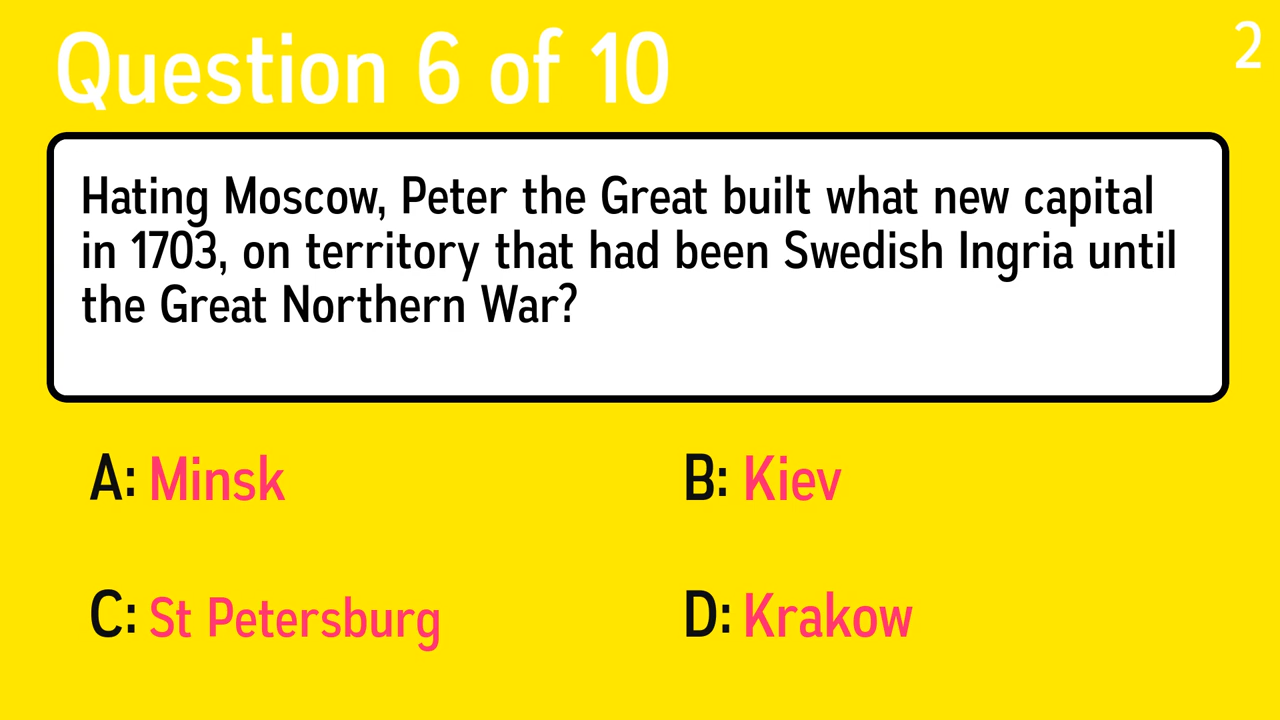 Question 6 of 10
2
Hating Moscow, Peter the Great built what new capital
in 1703, on territory that had been Swedish Ingria until
the Great Northern War?
A: Minsk
B: Kiev
C: St Petersburg
D: Krakow